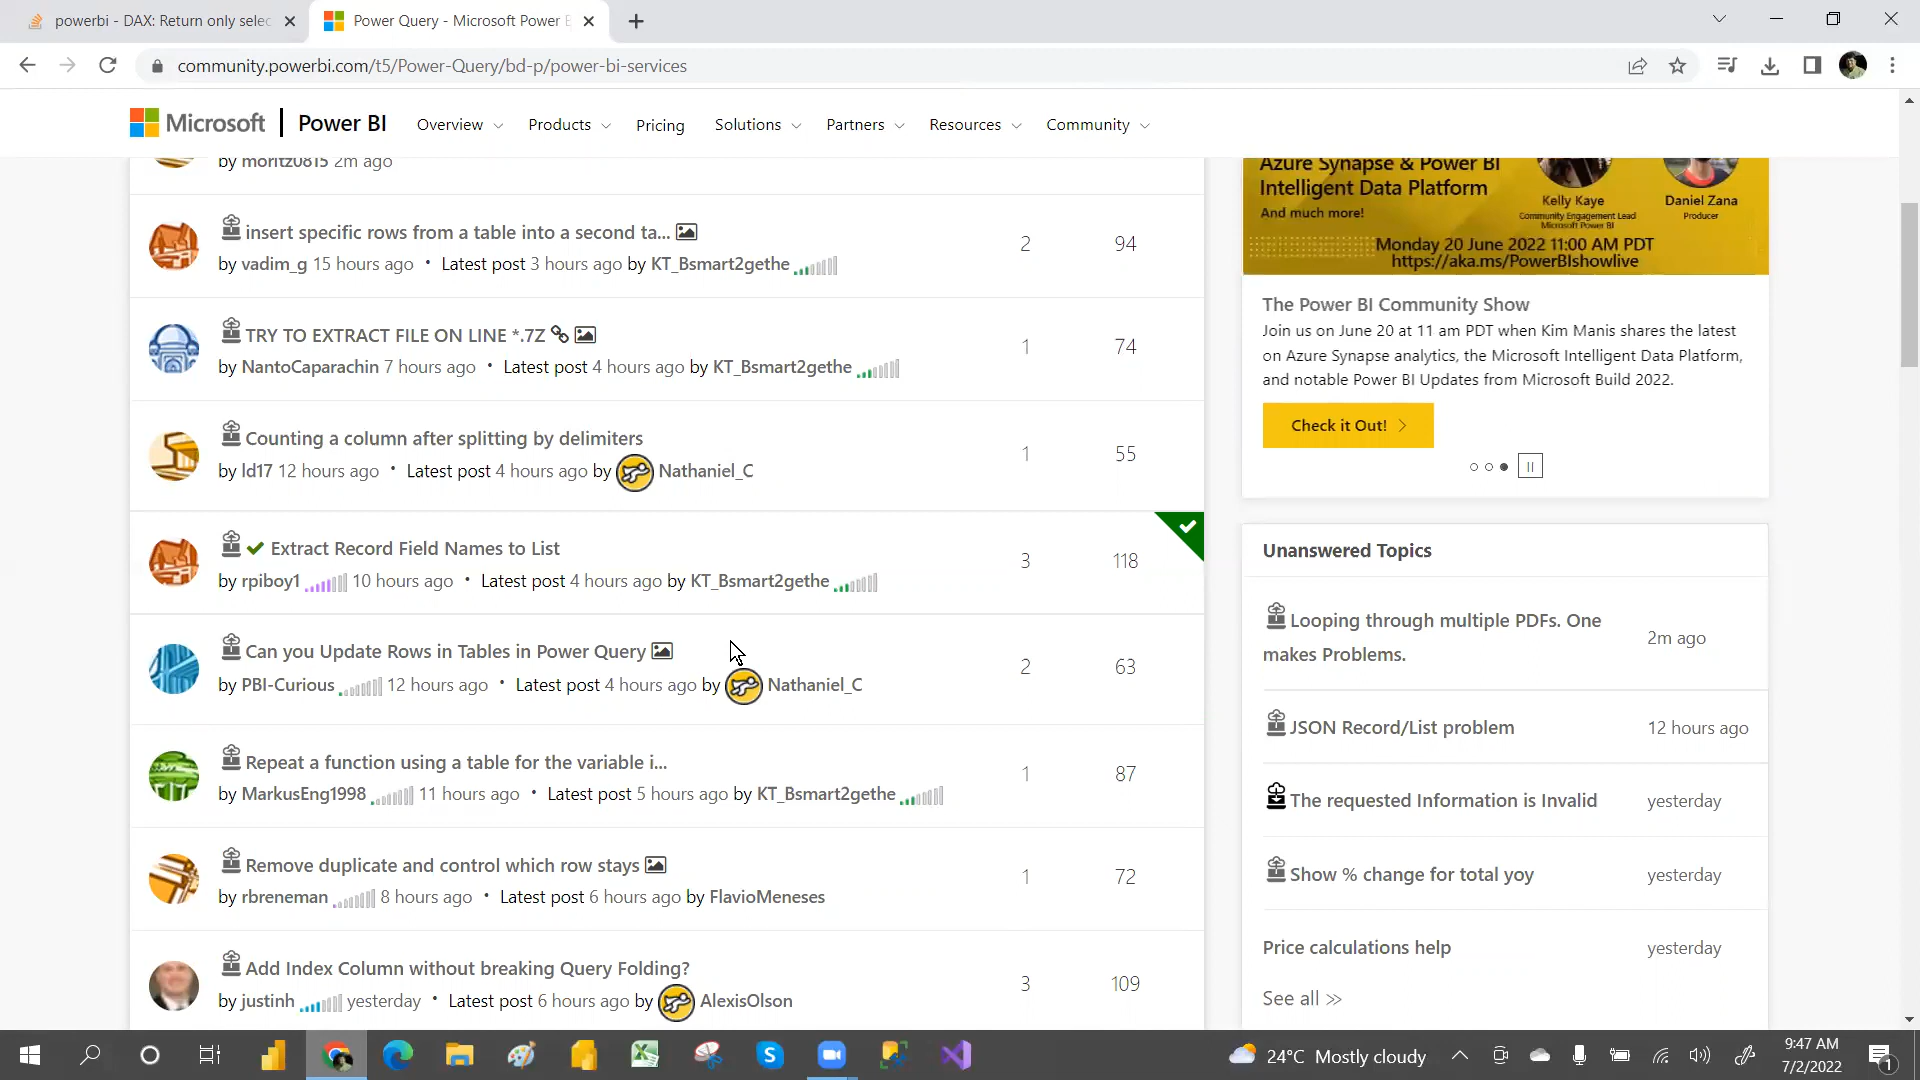 powerbi - DAX: Return only selec
Power Query - Microsoft Power B
community.powerbi.com/t5/Power-Query/bd-p/power-bi-services
Microsoft | Power BI
Overview
Products
Pricing
Solutions
Partners
Resources
Community
by moritz0815 2m ago
insert specific rows from a table into a second ta...
by vadim_g 15 hours ago • Latest post 3 hours ago by KT_Bsmart2gethe
2
94
TRY TO EXTRACT FILE ON LINE *.7Z
by NantoCaparachin 7 hours ago • Latest post 4 hours ago by KT_Bsmart2gethe
1
74
Counting a column after splitting by delimiters
by ld17 12 hours ago • Latest post 4 hours ago by Nathaniel_C
1
55
Extract Record Field Names to List
by rpiboy1 10 hours ago • Latest post 4 hours ago by KT_Bsmart2gethe
3
118
Can you Update Rows in Tables in Power Query
by PBI-Curious 12 hours ago • Latest post 4 hours ago by Nathaniel_C
2
63
Repeat a function using a table for the variable i...
by MarkusEng1998 11 hours ago • Latest post 5 hours ago by KT_Bsmart2gethe
1
87
Remove duplicate and control which row stays
by rbreneman 8 hours ago • Latest post 6 hours ago by FlavioMeneses
1
72
Add Index Column without breaking Query Folding?
by justinh yesterday • Latest post 6 hours ago by AlexisOlson
3
109
Azure Synapse & Power BI
Intelligent Data Platform
And much more!
Kelly Kaye
Community Engagement Lead
Microsoft Power BI
Daniel Zana
Producer
Monday 20 June 2022 11:00 AM PDT
https://aka.ms/PowerBIshowlive
The Power BI Community Show
Join us on June 20 at 11 am PDT when Kim Manis shares the latest
on Azure Synapse analytics, the Microsoft Intelligent Data Platform,
and notable Power BI Updates from Microsoft Build 2022.
Check it Out!
Unanswered Topics
Looping through multiple PDFs. One
makes Problems.
2m ago
JSON Record/List problem
12 hours ago
The requested Information is Invalid
yesterday
Show % change for total yoy
yesterday
Price calculations help
yesterday
See all >>
24°C Mostly cloudy
9:47 AM
7/2/2022
1